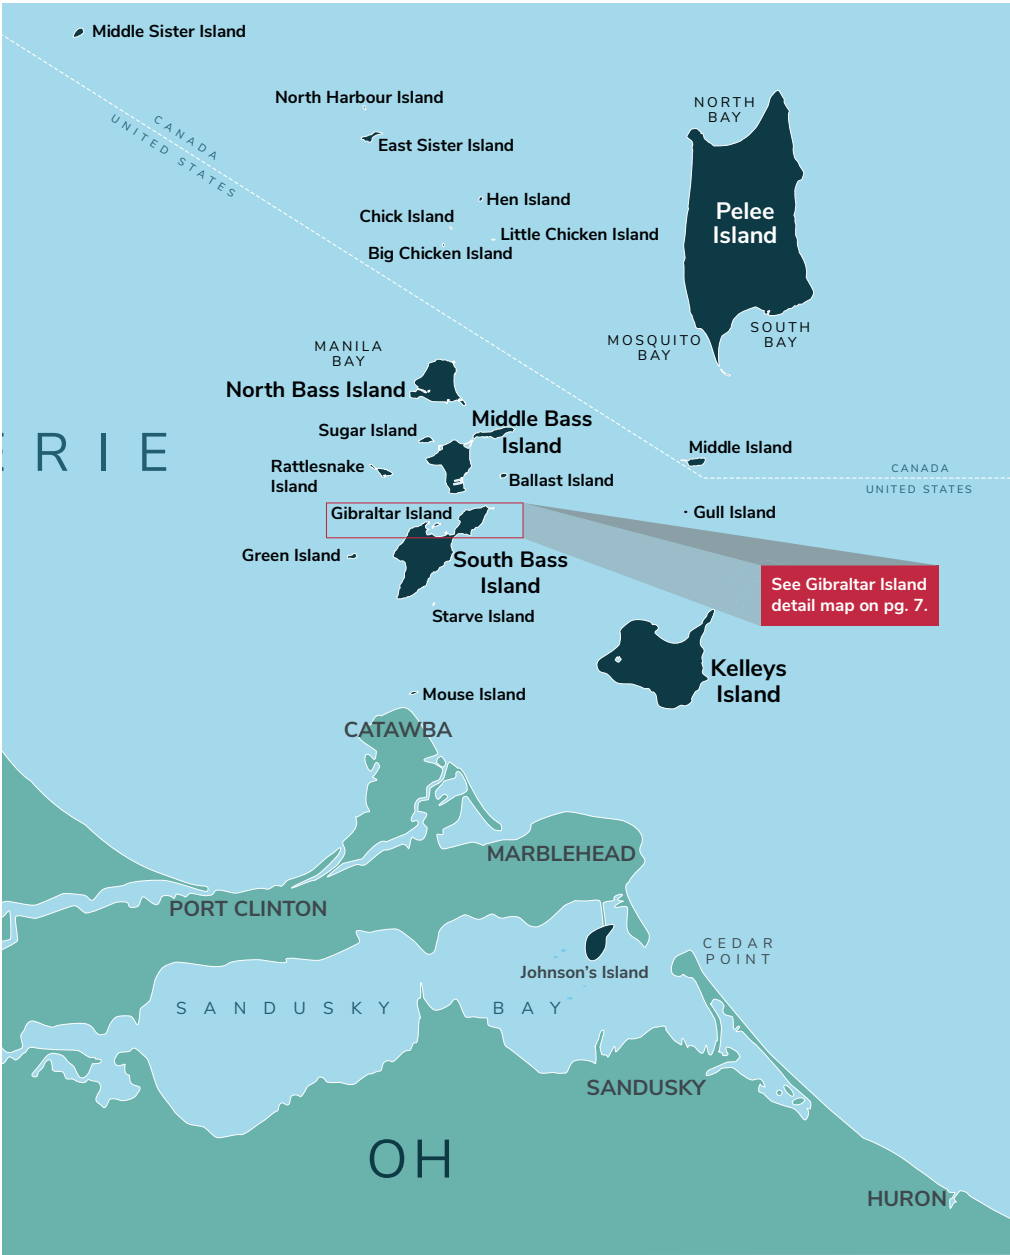 Middle Sister Island
North Harbour Island
NORTH
BAY
CANADA
UNITED STATES
East Sister Island
Hen Island
Chick Island
Pelee
Island
Little Chicken Island
Big Chicken Island
SOUTH
BAY
MOSQUITO
BAY
MANILA
BAY
North Bass Island
Middle Bass
Island
Sugar Island
ERIE
Middle Island
Rattlesnake
Island
CANADA
UNITED STATES
Ballast Island
Gibraltar Island
Gull Island
Green Island
South Bass
Island
See Gibraltar Island
detail map on pg. 7.
Starve Island
Kelleys
Island
Mouse Island
CATAWBA
MARBLEHEAD
PORT CLINTON
CEDAR
POINT
Johnson's Island
SANDUSKY BAY
SANDUSKY
OH
HURON